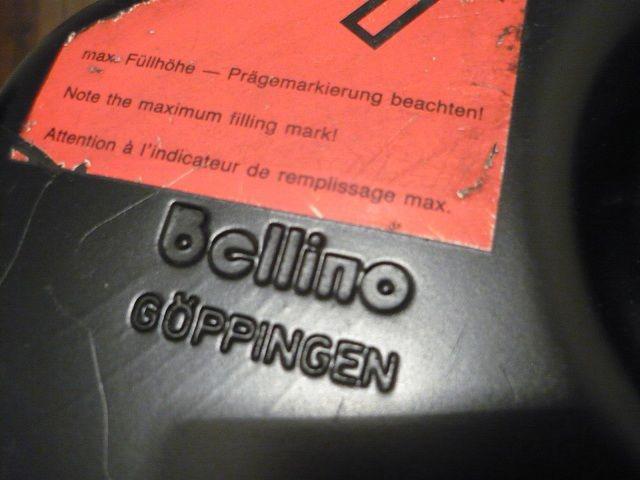 max. Füllhöhe — Prägemarkierung beachten!
Note the maximum filling mark!
Attention à l'indicateur de remplissage max.
Bellino
GÖPPINGEN